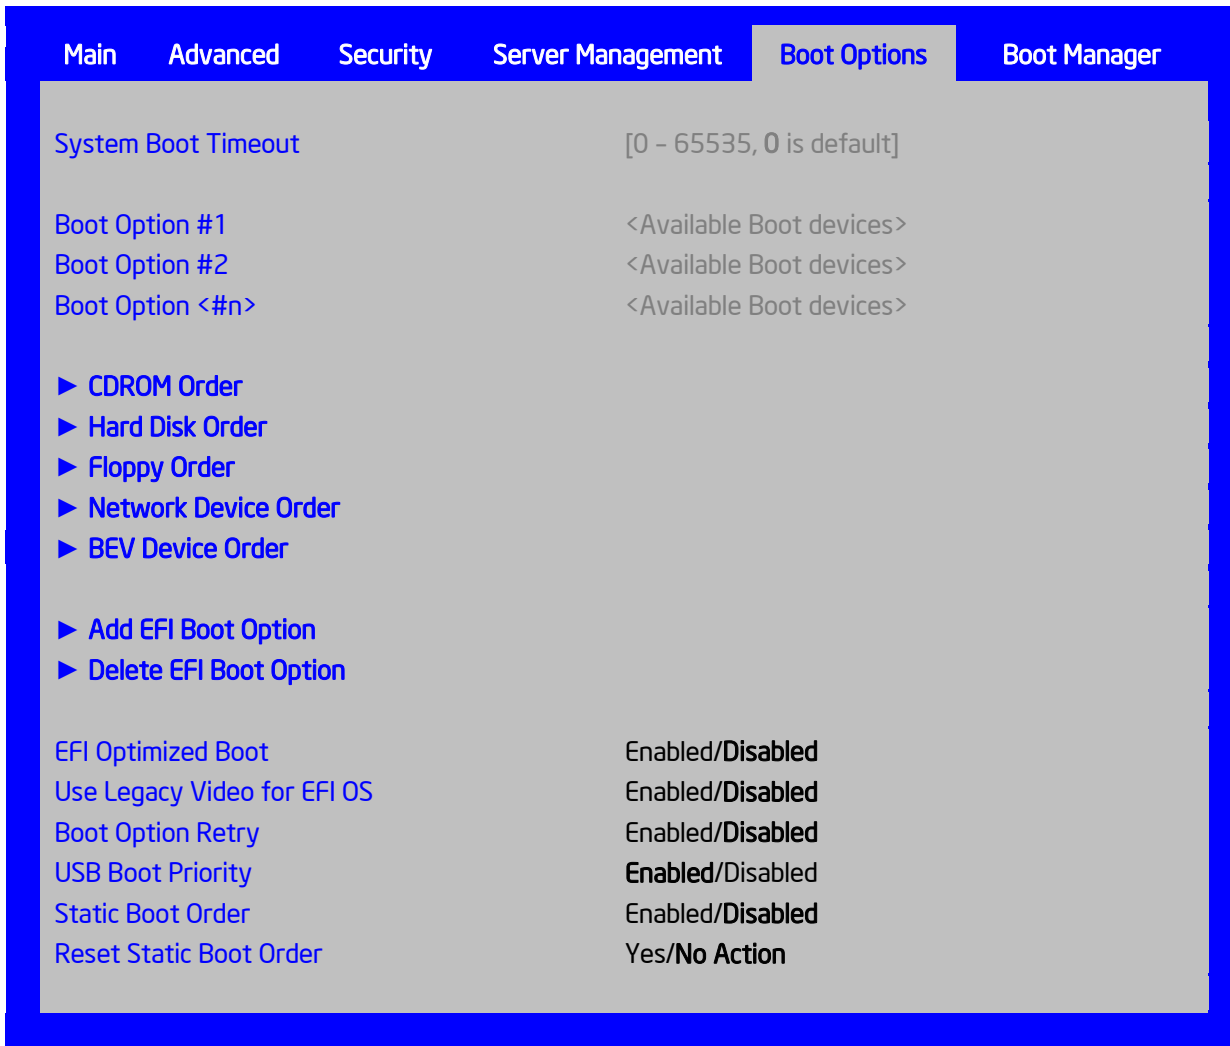 Main Advanced Security Server Management Boot Options Boot Manager
System Boot Timeout [0 – 65535, 0 is default]
Boot Option #1 <Available Boot devices>
Boot Option #2 <Available Boot devices>
Boot Option <#n> <Available Boot devices>
► CDROM Order
► Hard Disk Order
► Floppy Order
► Network Device Order
► BEV Device Order
► Add EFI Boot Option
► Delete EFI Boot Option
EFI Optimized Boot Enabled/Disabled
Use Legacy Video for EFI OS Enabled/Disabled
Boot Option Retry Enabled/Disabled
USB Boot Priority Enabled/Disabled
Static Boot Order Enabled/Disabled
Reset Static Boot Order Yes/No Action